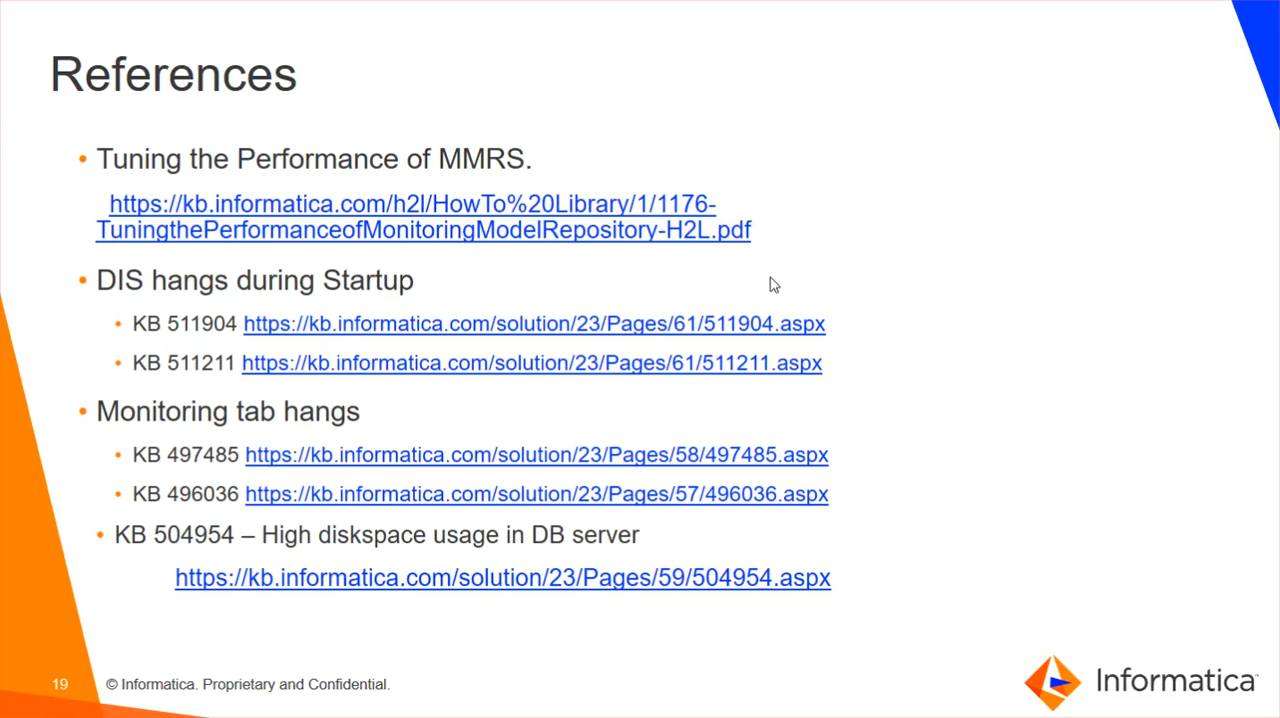 References
• Tuning the Performance of MMRS.
https://kb.informatica.com/h2l/HowTo%20Library/1/1176-
TuningthePerformanceofMonitoringModelRepository-H2L.pdf
• DIS hangs during Startup
• KB 511904 https://kb.informatica.com/solution/23/Pages/61/511904.aspx
• KB 511211 https://kb.informatica.com/solution/23/Pages/61/511211.aspx
• Monitoring tab hangs
• KB 497485 https://kb.informatica.com/solution/23/Pages/58/497485.aspx
• KB 496036 https://kb.informatica.com/solution/23/Pages/57/496036.aspx
• KB 504954 – High diskspace usage in DB server
https://kb.informatica.com/solution/23/Pages/59/504954.aspx
19 © Informatica. Proprietary and Confidential.
Informatica